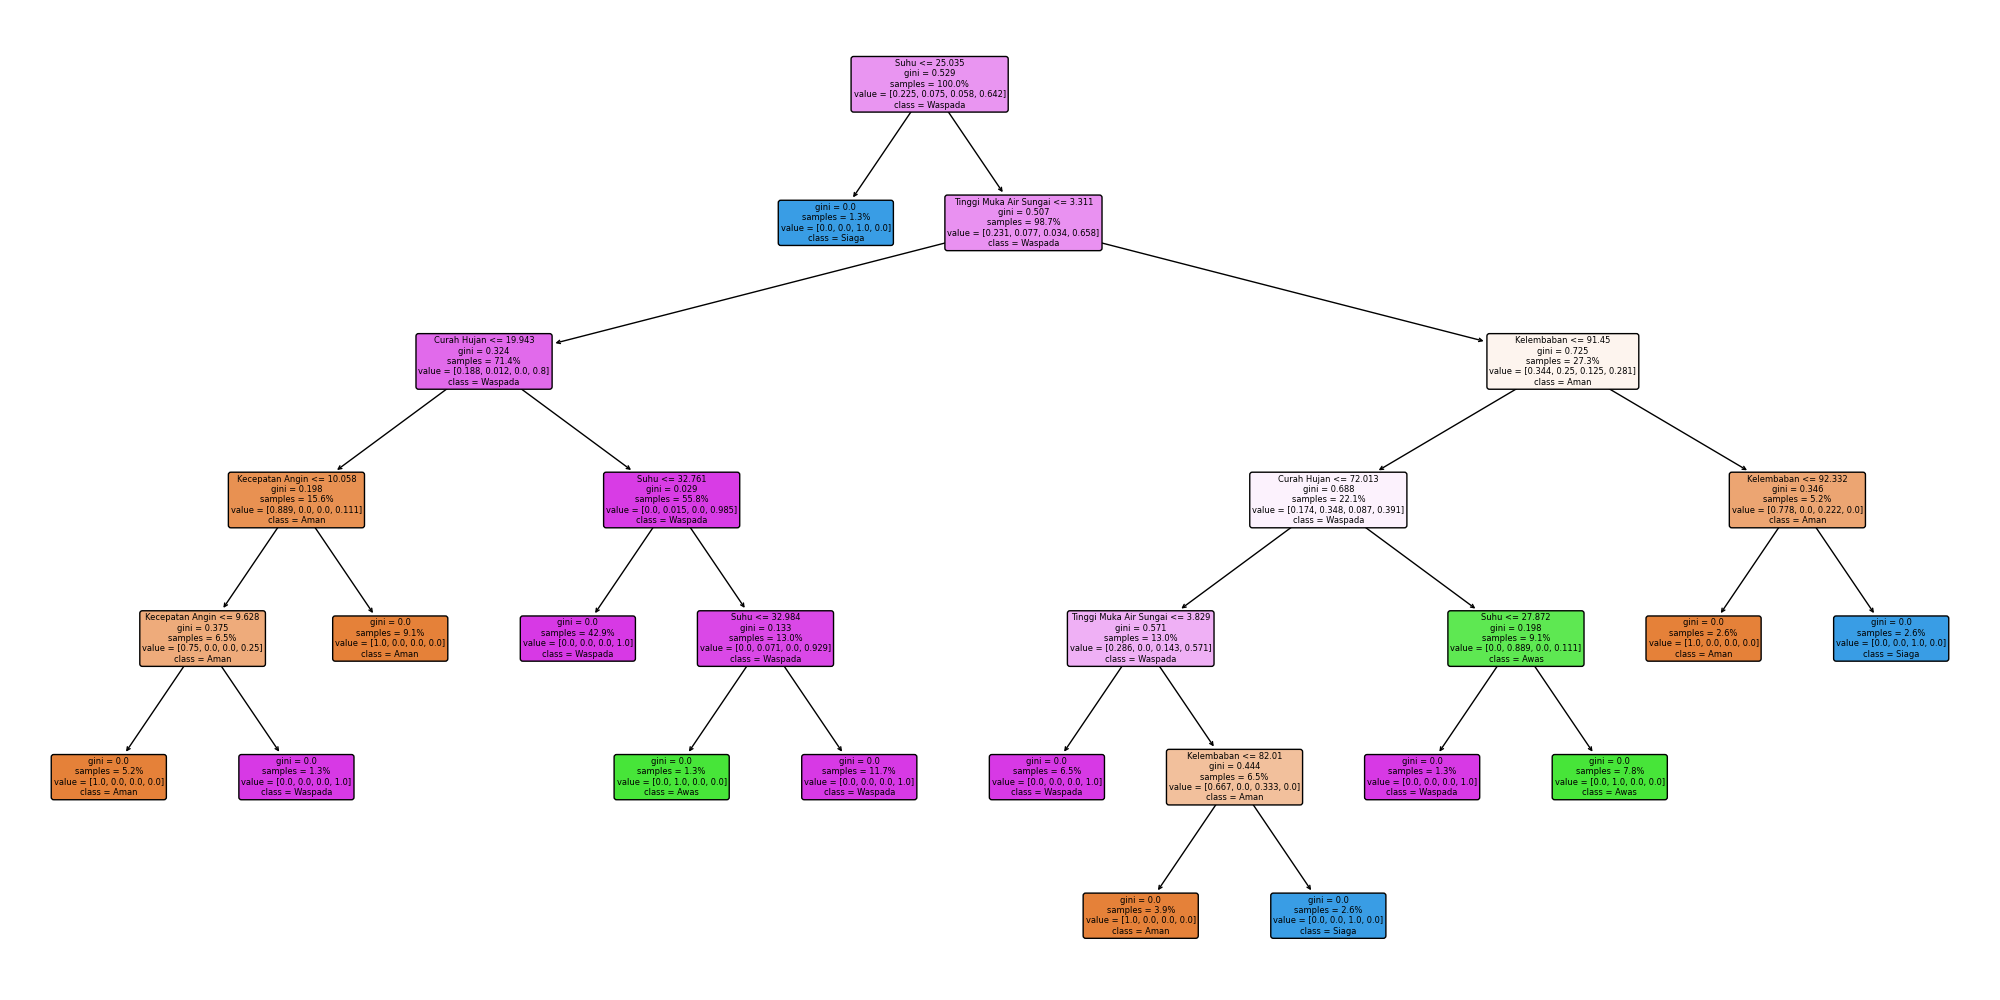 Suhu <= 25.035
gini = 0.529
samples = 100.0%
value = [0.225, 0.075, 0.058, 0.642]
class = Waspada
gini = 0.0
samples = 1.3%
value = [0.0, 0.0, 1.0, 0.0]
class = Siaga
Tinggi Muka Air Sungai <= 3.311
gini = 0.507
samples = 98.7%
value = [0.231, 0.077, 0.034, 0.658]
class = Waspada
Curah Hujan <= 19.943
gini = 0.324
samples = 71.4%
value = [0.188, 0.012, 0.0, 0.8]
class = Waspada
Kelembaban <= 91.45
gini = 0.725
samples = 27.3%
value = [0.344, 0.25, 0.125, 0.281]
class = Aman
Kecepatan Angin <= 10.058
gini = 0.198
samples = 15.6%
value = [0.889, 0.0, 0.0, 0.111]
class = Aman
Suhu <= 32.761
gini = 0.029
samples = 55.8%
value = [0.0, 0.015, 0.0, 0.985]
class = Waspada
Curah Hujan <= 72.013
gini = 0.688
samples = 22.1%
value = [0.174, 0.348, 0.087, 0.391]
class = Waspada
Kelembaban <= 92.332
gini = 0.346
samples = 5.2%
value = [0.778, 0.0, 0.222, 0.0]
class = Aman
Kecepatan Angin <= 9.628
gini = 0.375
samples = 6.5%
value = [0.75, 0.0, 0.0, 0.25]
class = Aman
gini = 0.0
samples = 9.1%
value = [1.0, 0.0, 0.0, 0.0]
class = Aman
gini = 0.0
samples = 42.9%
value = [0.0, 0.0, 0.0, 1.0]
class = Waspada
Suhu <= 32.984
gini = 0.133
samples = 13.0%
value = [0.0, 0.071, 0.0, 0.929]
class = Waspada
Tinggi Muka Air Sungai <= 3.829
gini = 0.571
samples = 13.0%
value = [0.286, 0.0, 0.143, 0.571]
class = Waspada
Suhu <= 27.872
gini = 0.198
samples = 9.1%
value = [0.0, 0.889, 0.0, 0.111]
class = Awas
gini = 0.0
samples = 2.6%
value = [1.0, 0.0, 0.0, 0.0]
class = Aman
gini = 0.0
samples = 2.6%
value = [0.0, 0.0, 1.0, 0.0]
class = Siaga
gini = 0.0
samples = 5.2%
value = [1.0, 0.0, 0.0, 0.0]
class = Aman
gini = 0.0
samples = 1.3%
value = [0.0, 0.0, 0.0, 1.0]
class = Waspada
gini = 0.0
samples = 1.3%
value = [0.0, 1.0, 0.0, 0.0]
class = Awas
gini = 0.0
samples = 11.7%
value = [0.0, 0.0, 0.0, 1.0]
class = Waspada
gini = 0.0
samples = 6.5%
value = [0.0, 0.0, 0.0, 1.0]
class = Waspada
Kelembaban <= 82.01
gini = 0.444
samples = 6.5%
value = [0.667, 0.0, 0.333, 0.0]
class = Aman
gini = 0.0
samples = 1.3%
value = [0.0, 0.0, 0.0, 1.0]
class = Waspada
gini = 0.0
samples = 7.8%
value = [0.0, 1.0, 0.0, 0.0]
class = Awas
gini = 0.0
samples = 3.9%
value = [1.0, 0.0, 0.0, 0.0]
class = Aman
gini = 0.0
samples = 2.6%
value = [0.0, 0.0, 1.0, 0.0]
class = Siaga